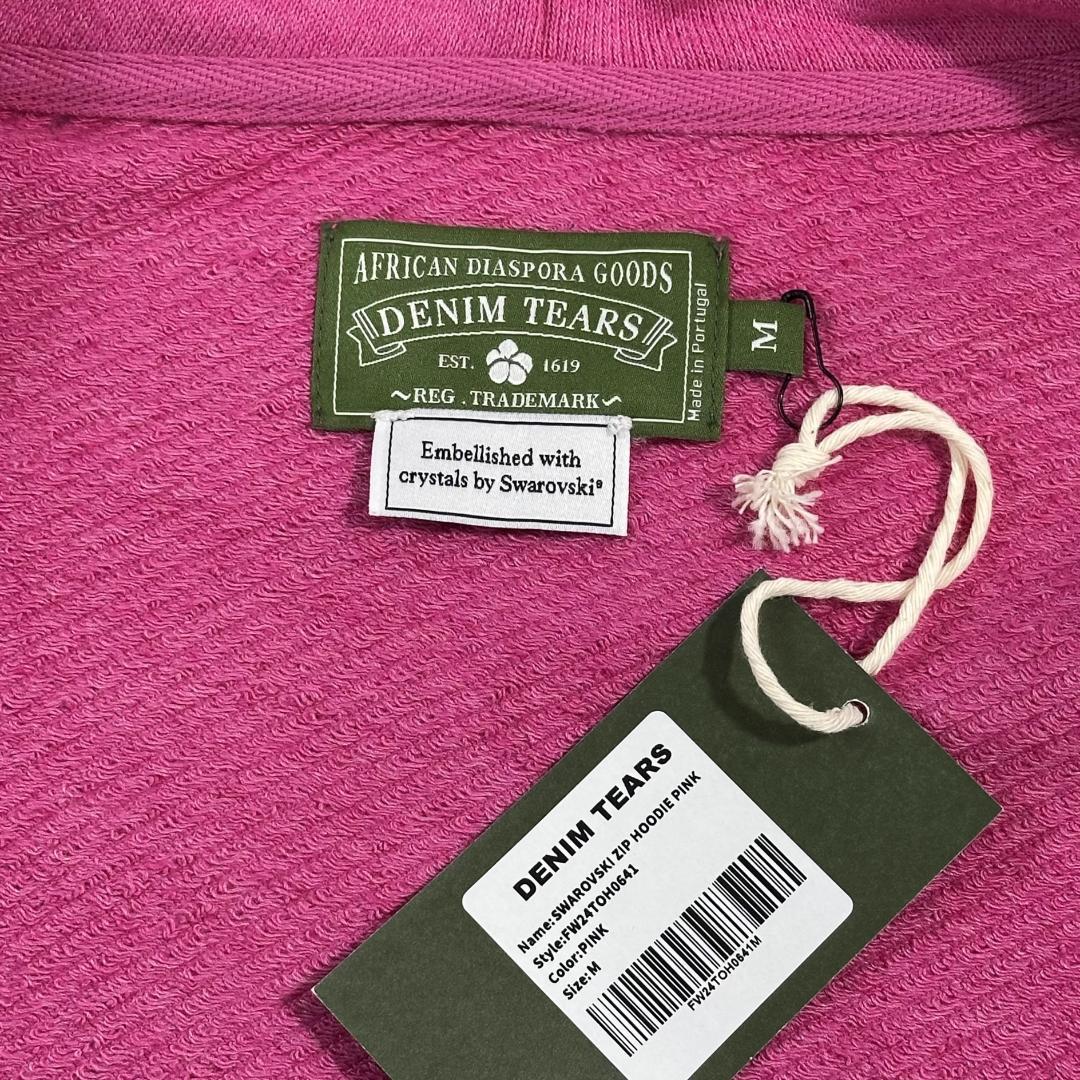 AFRICAN DIASPORA GOODS
DENIM TEARS
EST. 1619
~REG . TRADEMARK~
Made in Portugal
M
Embellished with
crystals by Swarovski®
DENIM TEARS
Name:SWAROVSKI ZIP HOODIE PINK
Style:FW24TOH0641
Color:PINK
Size:M
FW24TOH0641M